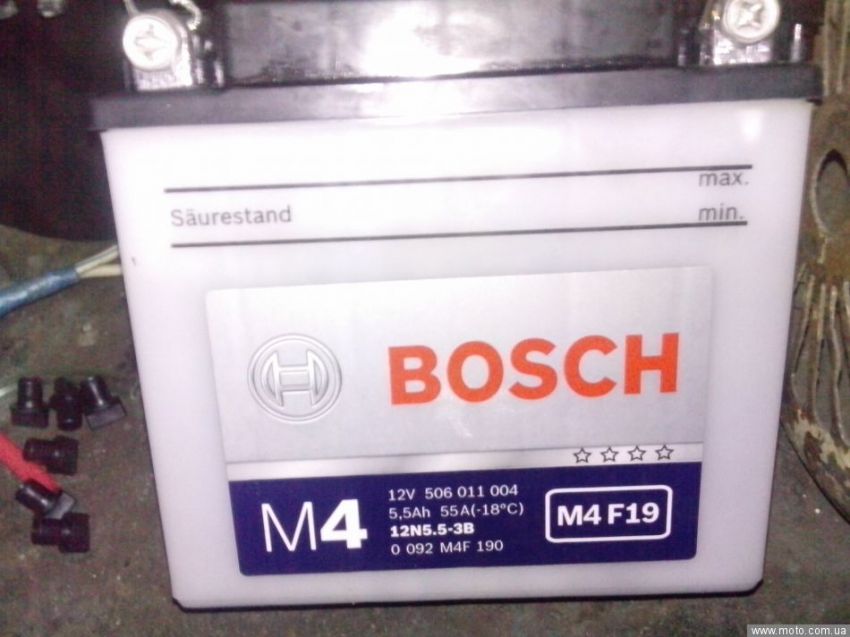 max.
Säurestand
min.
BOSCH
M4
12V 506 011 004
5,5Ah 55A(-18°C)
12N5.5-3B
0 092 M4F 190
M4 F19
www.moto.com.ua